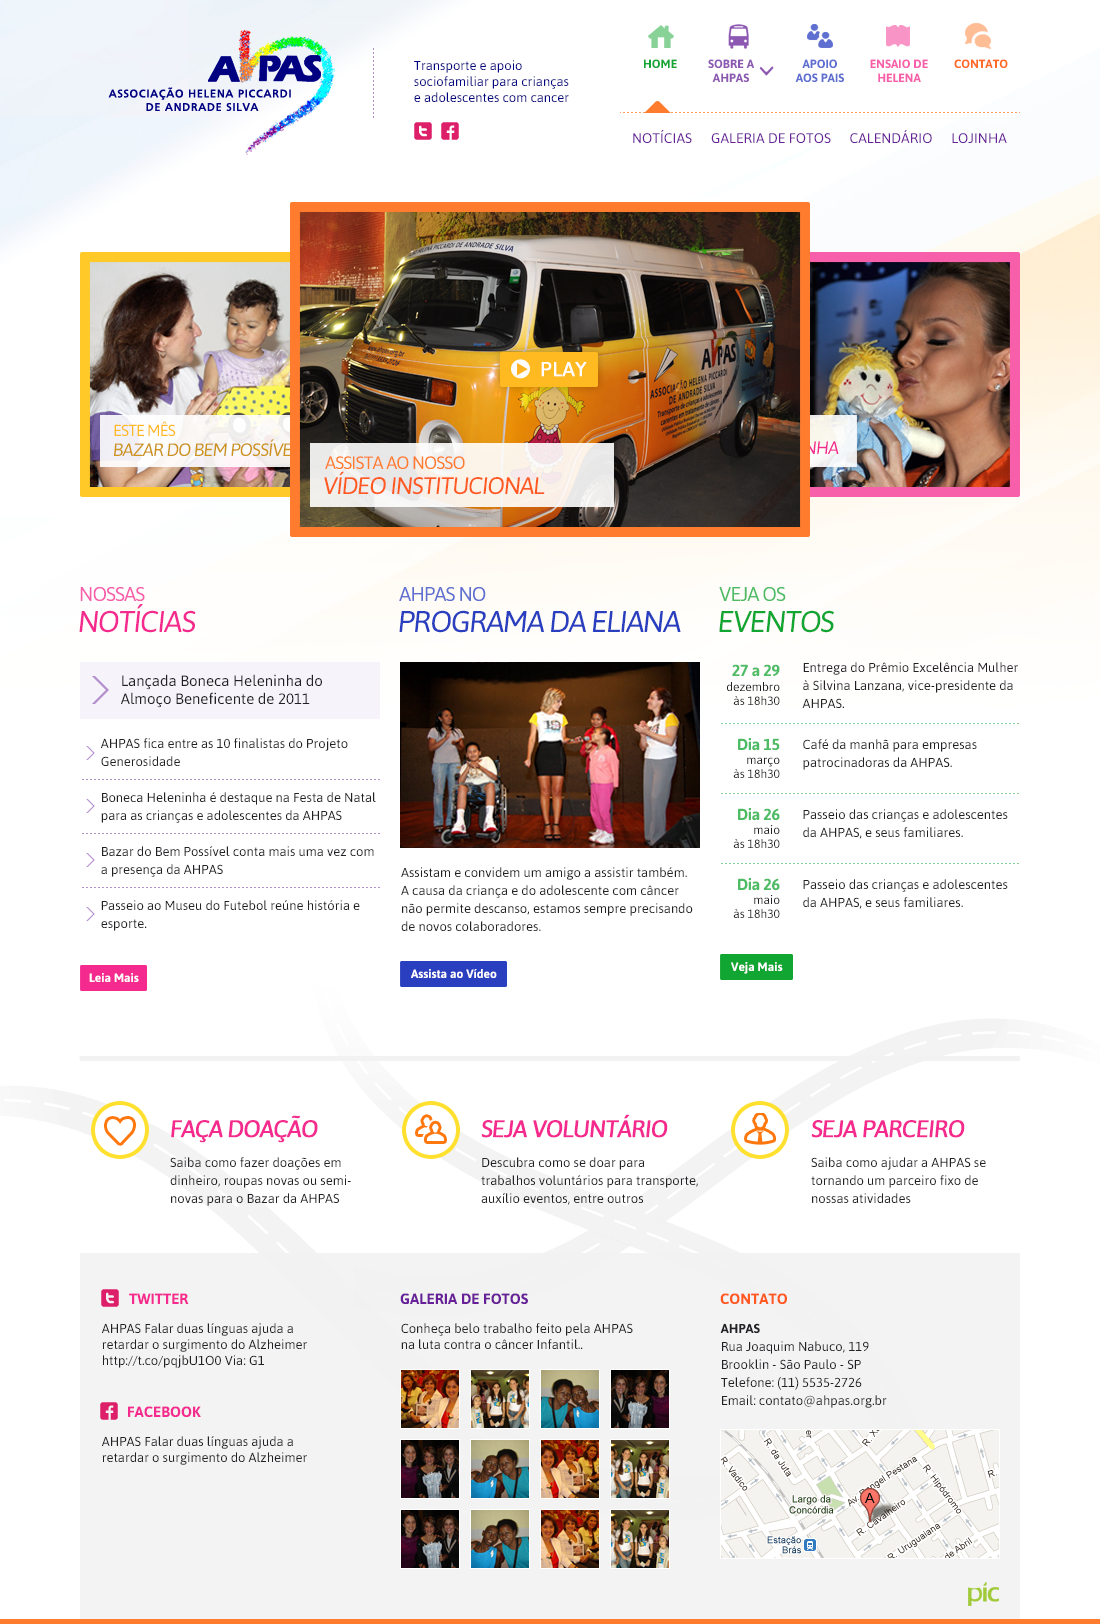 AHPAS
ASSOCIAÇÃO HELENA PICCARDI
DE ANDRADE SILVA
Transporte e apoio
sociofamiliar para crianças
e adolescentes com cancer
HOME
SOBRE A
AHPAS
APOIO
AOS PAIS
ENSAIO DE
HELENA
CONTATO
NOTÍCIAS GALERIA DE FOTOS CALENDÁRIO LOJINHA
ESTE MÊS
BAZAR DO BEM POSSÍVE
PICCARDI DE ANDRADE SILVA
AHPAS
ASSOCIAÇÃO HELENA PICCARDI
DE ANDRADE SILVA
PLAY
ASSISTA AO NOSSO
VÍDEO INSTITUCIONAL
NHA
NOSSAS
NOTÍCIAS
Lançada Boneca Heleninha do
Almoço Beneficente de 2011
AHPAS fica entre as 10 finalistas do Projeto
Generosidade
Boneca Heleninha é destaque na Festa de Natal
para as crianças e adolescentes da AHPAS
Bazar do Bem Possível conta mais uma vez com
a presença da AHPAS
Passeio ao Museu do Futebol reúne história e
esporte.
Leia Mais
AHPAS NO
PROGRAMA DA ELIANA
Assistam e convidem um amigo a assistir também.
A causa da criança e do adolescente com câncer
não permite descanso, estamos sempre precisando
de novos colaboradores.
Assista ao Vídeo
VEJA OS
EVENTOS
27 a 29
dezembro
às 18h30
Entrega do Prêmio Excelência Mulher
à Silvina Lanzana, vice-presidente da
AHPAS.
Dia 15
março
às 18h30
Café da manhã para empresas
patrocinadoras da AHPAS.
Dia 26
maio
às 18h30
Passeio das crianças e adolescentes
da AHPAS, e seus familiares.
Dia 26
maio
às 18h30
Passeio das crianças e adolescentes
da AHPAS, e seus familiares.
Veja Mais
FAÇA DOAÇÃO
Saiba como fazer doações em
dinheiro, roupas novas ou semi-
novas para o Bazar da AHPAS
SEJA VOLUNTÁRIO
Descubra como se doar para
trabalhos voluntários para transporte,
auxílio eventos, entre outros
SEJA PARCEIRO
Saiba como ajudar a AHPAS se
tornando um parceiro fixo de
nossas atividades
TWITTER
AHPAS Falar duas línguas ajuda a
retardar o surgimento do Alzheimer
http://t.co/pqjbU1O0 Via: G1
FACEBOOK
AHPAS Falar duas línguas ajuda a
retardar o surgimento do Alzheimer
GALERIA DE FOTOS
Conheça belo trabalho feito pela AHPAS
na luta contra o câncer Infantil..
CONTATO
AHPAS
Rua Joaquim Nabuco, 119
Brooklin - São Paulo - SP
Telefone: (11) 5535-2726
Email: contato@ahpas.org.br
R. Vadico
R. da Juta
Av. Rangel Pestana
R. Hipódromo
Largo da
Concórdia
A
R. Cavalheiro
R. Uruguaiana
de Abril
Estação
Brás
pic